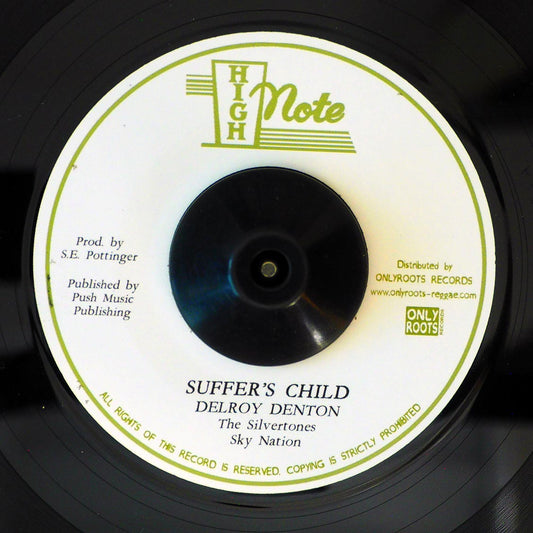 HIGH
Note
Prod. by
S.E. Pottinger
Published by
Push Music
Publishing
Distributed by
ONLYROOTS RECORDS
www.onlyroots-reggae.com
ONLY
ROOTS
RECORDS
SUFFER'S CHILD
DELROY DENTON
The Silvertones
Sky Nation
ALL RIGHTS OF THIS RECORD IS RESERVED. COPYING IS STRICTLY PROHIBITED